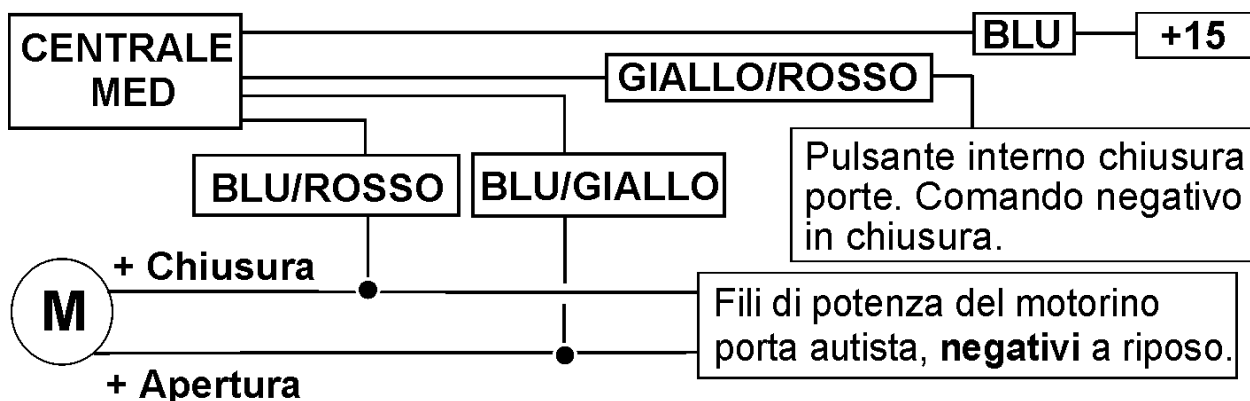 CENTRALE
MED
BLU
+15
GIALLO/ROSSO
BLU/ROSSO
BLU/GIALLO
Pulsante interno chiusura
porte. Comando negativo
in chiusura.
+ Chiusura
M
Fili di potenza del motorino
porta autista, negativi a riposo.
+ Apertura